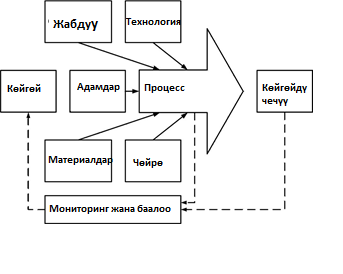 Жабдуу
Технология
Көйгөй
Адамдар
Процесс
Көйгөйдү
чечүү
Материалдар
Чөйрө
Мониторинг жана баалоо